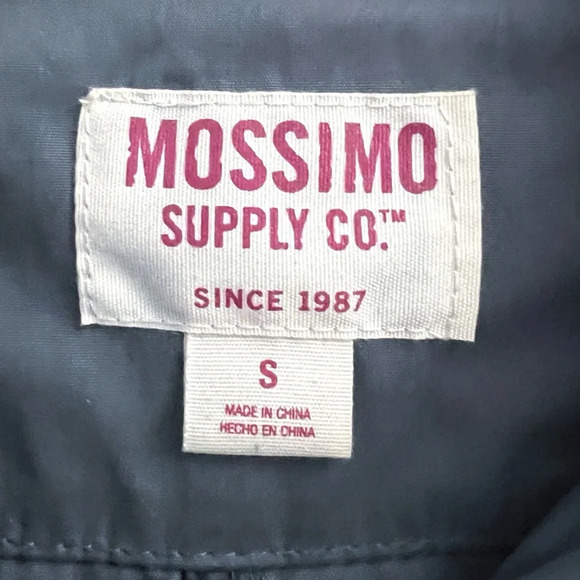 MOSSIMO
SUPPLY CO.™
SINCE 1987
S
MADE IN CHINA
HECHO EN CHINA